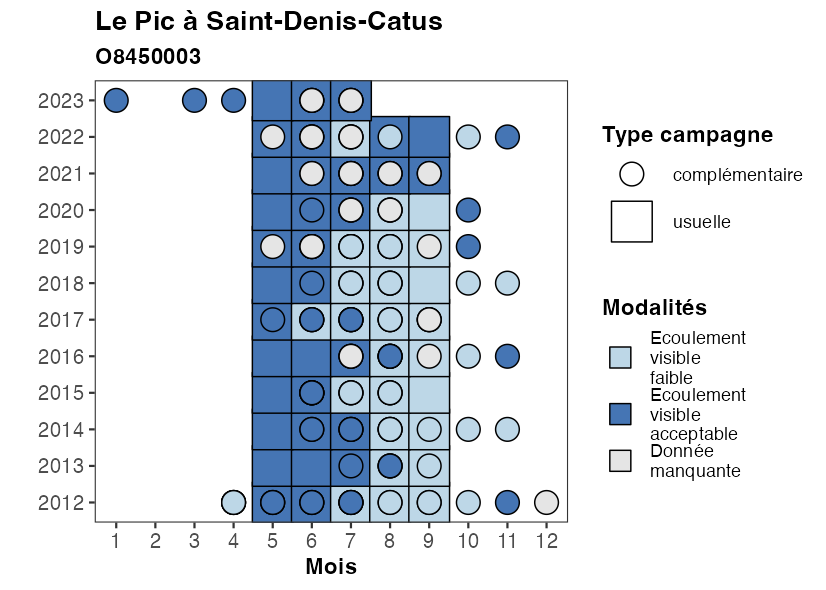 Le Pic à Saint-Denis-Catus
O8450003
2023
2022
2021
2020
2019
2018
2017
2016
2015
2014
2013
2012
1 2 3 4 5 6 7 8 9 10 11 12
Mois
Type campagne
complémentaire
usuelle
Modalités
Ecoulement
visible
faible
Ecoulement
visible
acceptable
Donnée
manquante